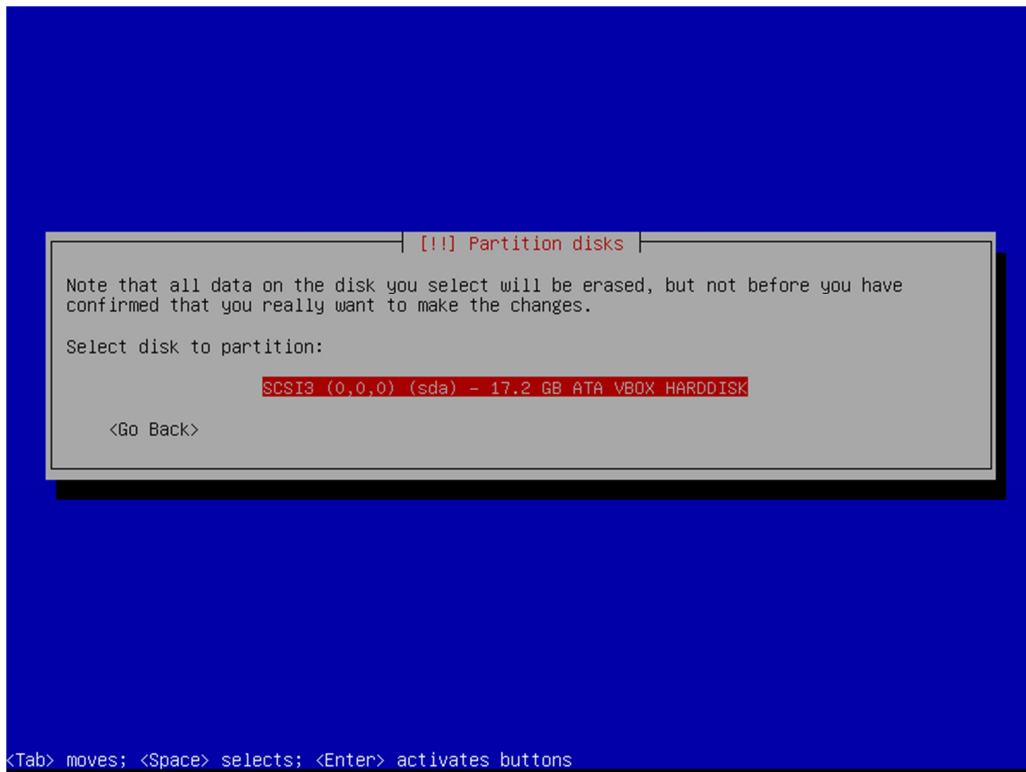 [!!] Partition disks
Note that all data on the disk you select will be erased, but not before you have
confirmed that you really want to make the changes.
Select disk to partition:
SCSI3 (0,0,0) (sda) - 17.2 GB ATA VBOX HARDDISK
<Go Back>
<Tab> moves; <Space> selects; <Enter> activates buttons